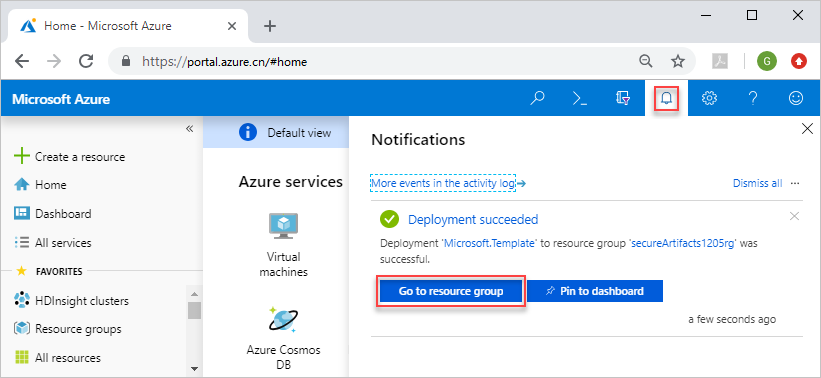 Home - Microsoft Azure
https://portal.azure.cn/#home
G
Microsoft Azure
Create a resource
Home
Dashboard
All services
FAVORITES
HDInsight clusters
Resource groups
All resources
Default view
Azure services
Virtual
machines
Azure Cosmos
DB
Notifications
More events in the activity log
Dismiss all
Deployment succeeded
Deployment 'Microsoft.Template' to resource group 'secureArtifacts1205rg' was
successful.
Go to resource group
Pin to dashboard
a few seconds ago